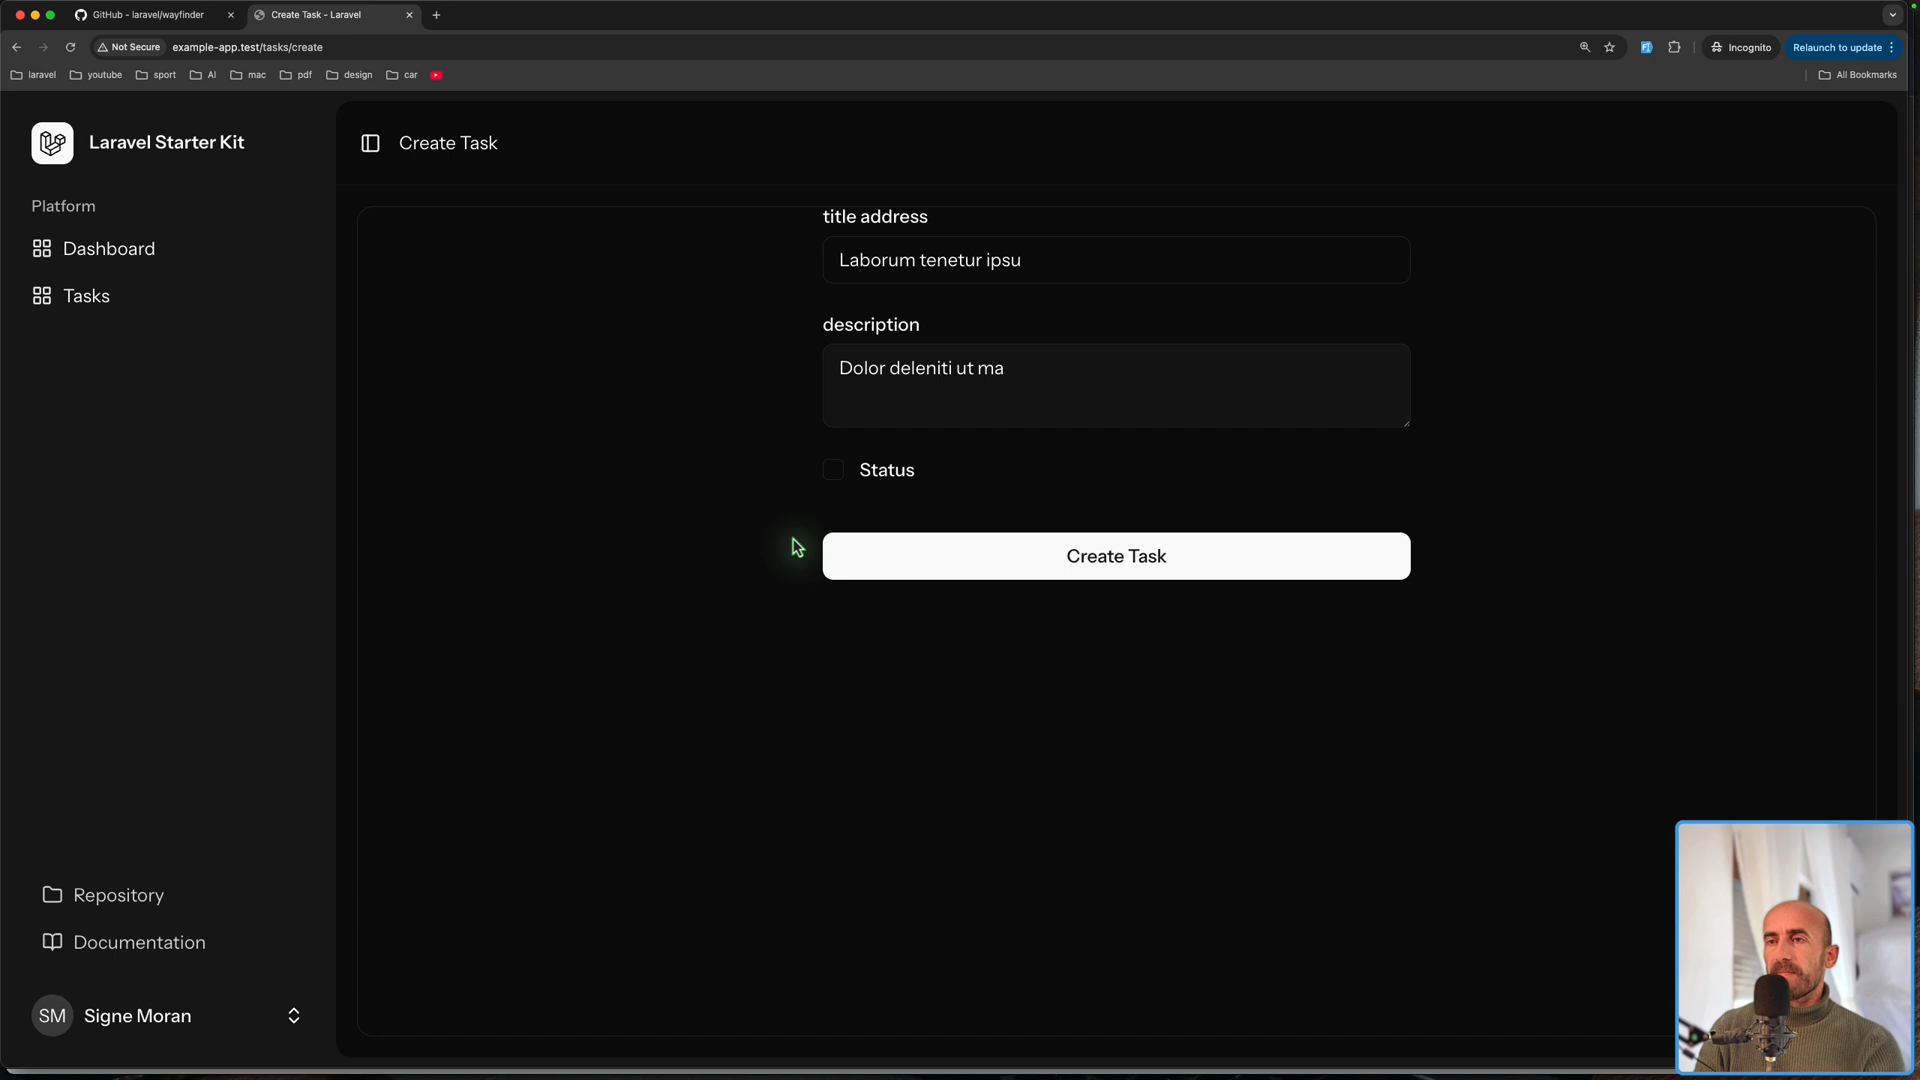 GitHub - laravel/wayfinder
Create Task - Laravel
Not Secure
example-app.test/tasks/create
Incognito
Relaunch to update
laravel
youtube
sport
AI
mac
pdf
design
car
All Bookmarks
Laravel Starter Kit
Create Task
Platform
Dashboard
Tasks
title address
Laborum tenetur ipsu
description
Dolor deleniti ut ma
Status
Create Task
Repository
Documentation
SM
Signe Moran